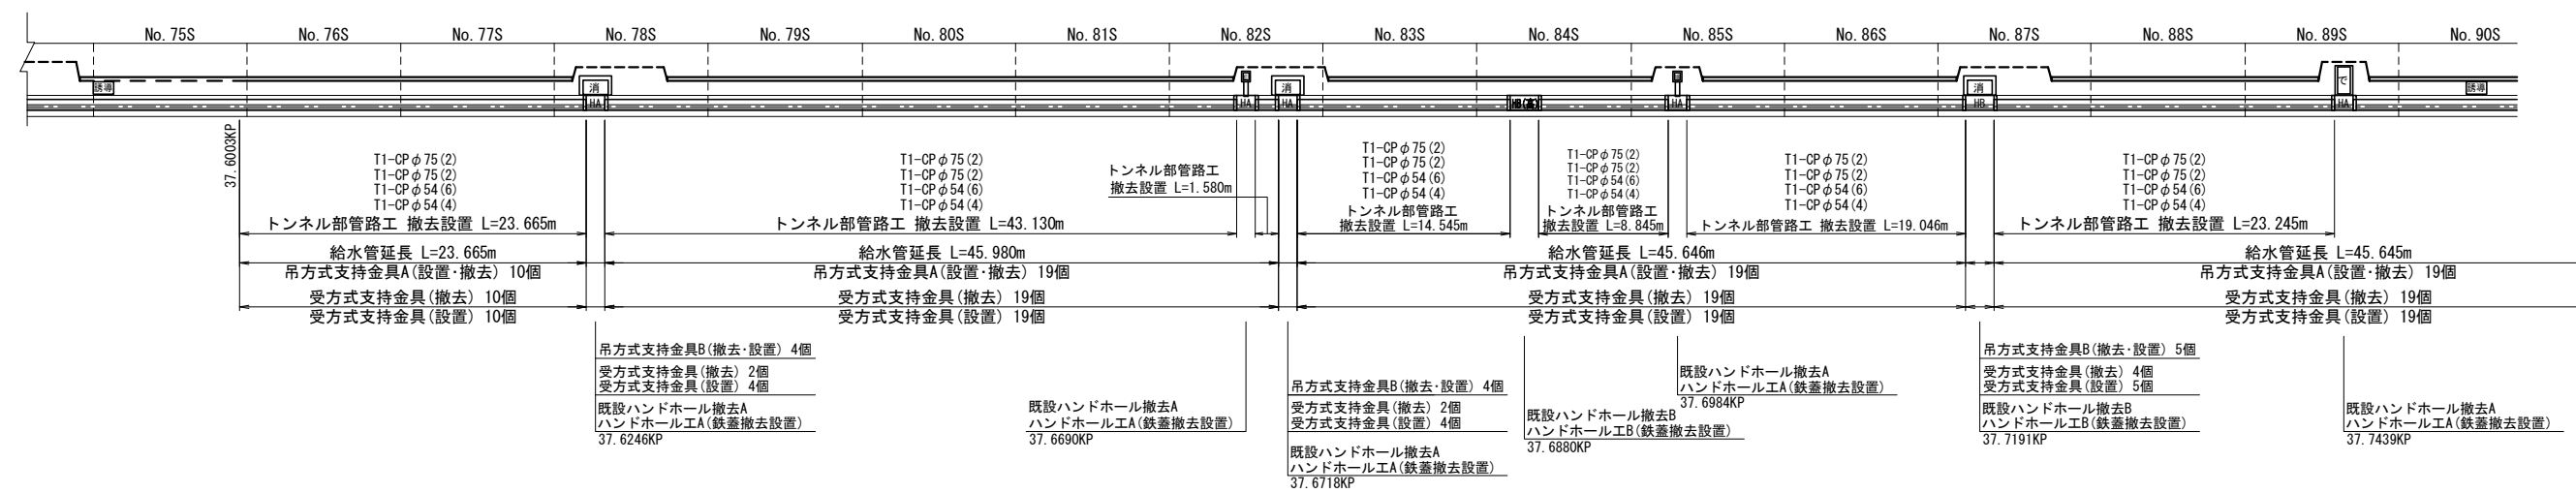 No.75S
No.76S
No.77S
No.78S
No.79S
No.80S
No.81S
No.82S
No.83S
No.84S
No.85S
No.86S
No.87S
No.88S
No.89S
No.90S
誘導
消
HA
HA
消
HA
HB(高)
HA
消
HB
で
HA
誘導
37.6003KP
T1-CPφ75(2)
T1-CPφ75(2)
T1-CPφ54(6)
T1-CPφ54(4)
トンネル部管路工 撤去設置 L=23.665m
給水管延長 L=23.665m
吊方式支持金具A(設置･撤去) 10個
受方式支持金具(撤去) 10個
受方式支持金具(設置) 10個
T1-CPφ75(2)
T1-CPφ75(2)
T1-CPφ54(6)
T1-CPφ54(4)
トンネル部管路工 撤去設置 L=43.130m
トンネル部管路工
撤去設置 L=1.580m
給水管延長 L=45.980m
吊方式支持金具A(設置･撤去) 19個
受方式支持金具(撤去) 19個
受方式支持金具(設置) 19個
T1-CPφ75(2)
T1-CPφ75(2)
T1-CPφ54(6)
T1-CPφ54(4)
トンネル部管路工
撤去設置 L=14.545m
T1-CPφ75(2)
T1-CPφ75(2)
T1-CPφ54(6)
T1-CPφ54(4)
トンネル部管路工
撤去設置 L=8.845m
T1-CPφ75(2)
T1-CPφ75(2)
T1-CPφ54(6)
T1-CPφ54(4)
トンネル部管路工 撤去設置 L=19.046m
給水管延長 L=45.646m
吊方式支持金具A(設置･撤去) 19個
受方式支持金具(撤去) 19個
受方式支持金具(設置) 19個
T1-CPφ75(2)
T1-CPφ75(2)
T1-CPφ54(6)
T1-CPφ54(4)
トンネル部管路工 撤去設置 L=23.245m
給水管延長 L=45.645m
吊方式支持金具A(設置･撤去) 19個
受方式支持金具(撤去) 19個
受方式支持金具(設置) 19個
吊方式支持金具B(撤去･設置) 4個
受方式支持金具(撤去) 2個
受方式支持金具(設置) 4個
既設ハンドホール撤去A
ハンドホール工A(鉄蓋撤去設置)
37.6246KP
既設ハンドホール撤去A
ハンドホール工A(鉄蓋撤去設置)
37.6690KP
吊方式支持金具B(撤去･設置) 4個
受方式支持金具(撤去) 2個
受方式支持金具(設置) 4個
既設ハンドホール撤去A
ハンドホール工A(鉄蓋撤去設置)
37.6718KP
既設ハンドホール撤去B
ハンドホール工B(鉄蓋撤去設置)
37.6880KP
既設ハンドホール撤去A
ハンドホール工A(鉄蓋撤去設置)
37.6984KP
吊方式支持金具B(撤去･設置) 5個
受方式支持金具(撤去) 4個
受方式支持金具(設置) 5個
既設ハンドホール撤去B
ハンドホール工B(鉄蓋撤去設置)
37.7191KP
既設ハンドホール撤去A
ハンドホール工A(鉄蓋撤去設置)
37.7439KP